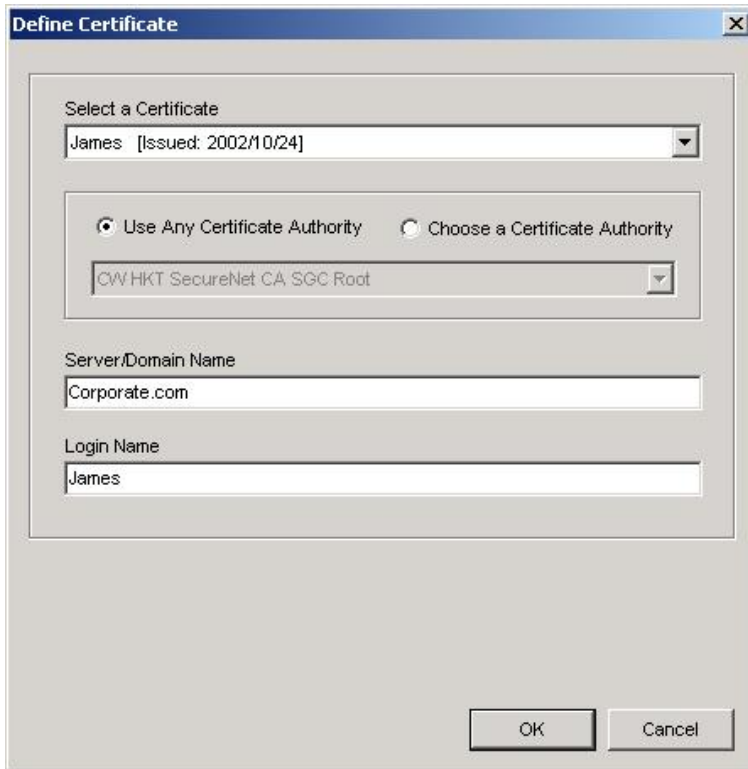 Define Certificate
Select a Certificate
James [Issued: 2002/10/24]
Use Any Certificate Authority Choose a Certificate Authority
CW HKT SecureNet CA SGC Root
Server/Domain Name
Corporate.com
Login Name
James
OK Cancel